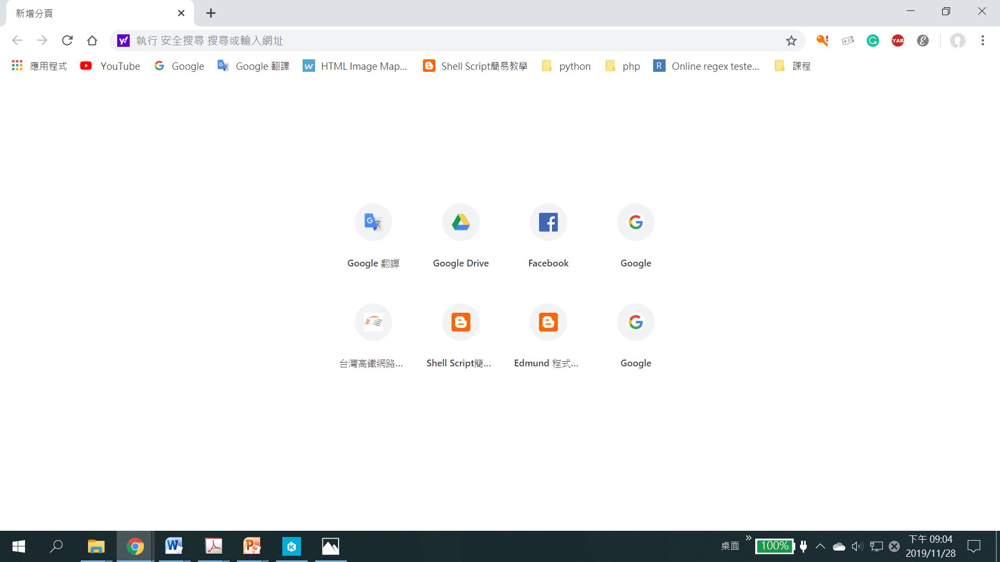 新增分頁
執行 安全搜尋 搜尋或輸入網址
YAB
應用程式 YouTube Google Google 翻譯 HTML Image Map... Shell Script簡易教學 python php Online regex teste... 課程
Google 翻譯 Google Drive Facebook Google
台灣高鐵網路... Shell Script簡... Edmund 程式... Google
桌面 100% 下午 09:04
2019/11/28